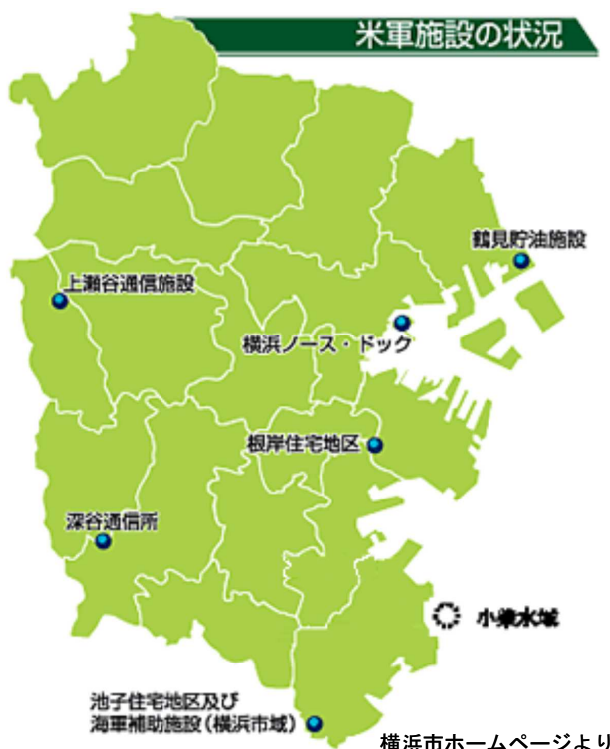 米軍施設の状況
鶴見貯油施設
上瀬谷通信施設
横浜ノース・ドック
根岸住宅地区
深谷通信所
小柴水域
池子住宅地区及び
海軍補助施設(横浜市域)
横浜市ホームページより